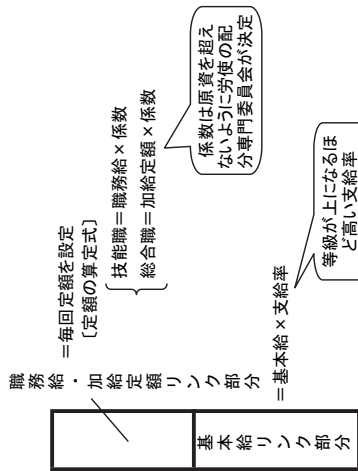 職務給・加給定額リンク部分
＝毎回定額を設定
［定額の算定式］
技能職＝職務給×係数
総合職＝加給定額×係数
係数は原資を超え
ないように労使の配
分専門委員会が決定
基本給リンク部分
＝基本給×支給率
等級が上になるほ
ど高い支給率